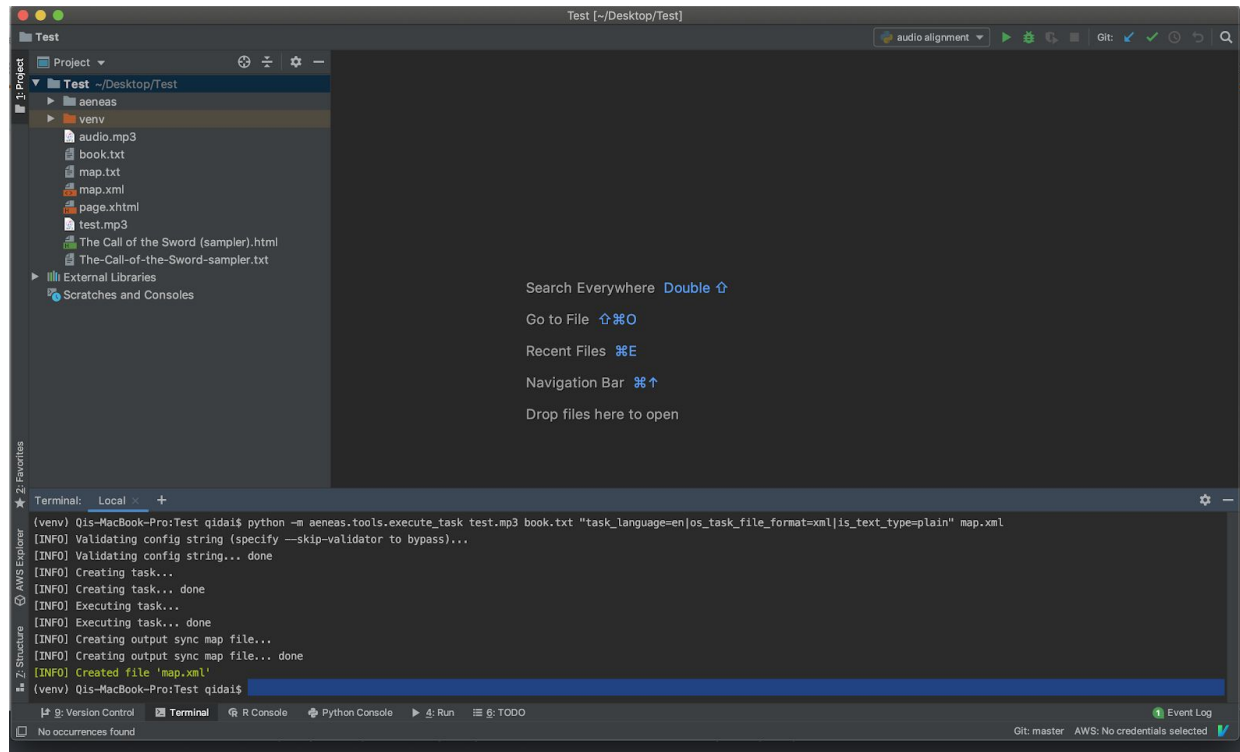 Test [~/Desktop/Test]
Test
audio alignment
Git:
1: Project
Project
Test ~/Desktop/Test
aeneas
venv
audio.mp3
book.txt
map.txt
map.xml
page.xhtml
test.mp3
The Call of the Sword (sampler).html
The-Call-of-the-Sword-sampler.txt
External Libraries
Scratches and Consoles
Search Everywhere Double ⇧
Go to File ⇧⌘O
Recent Files ⌘E
Navigation Bar ⌘↑
Drop files here to open
2: Favorites
AWS Explorer
7: Structure
Terminal: Local × +
(venv) Qis-MacBook-Pro:Test qidai$ python -m aeneas.tools.execute_task test.mp3 book.txt "task_language=en|os_task_file_format=xml|is_text_type=plain" map.xml
[INFO] Validating config string (specify --skip-validator to bypass)...
[INFO] Validating config string... done
[INFO] Creating task...
[INFO] Creating task... done
[INFO] Executing task...
[INFO] Executing task... done
[INFO] Creating output sync map file...
[INFO] Creating output sync map file... done
[INFO] Created file 'map.xml'
(venv) Qis-MacBook-Pro:Test qidai$
9: Version Control Terminal R Console Python Console 4: Run 6: TODO 1 Event Log
No occurrences found Git: master AWS: No credentials selected